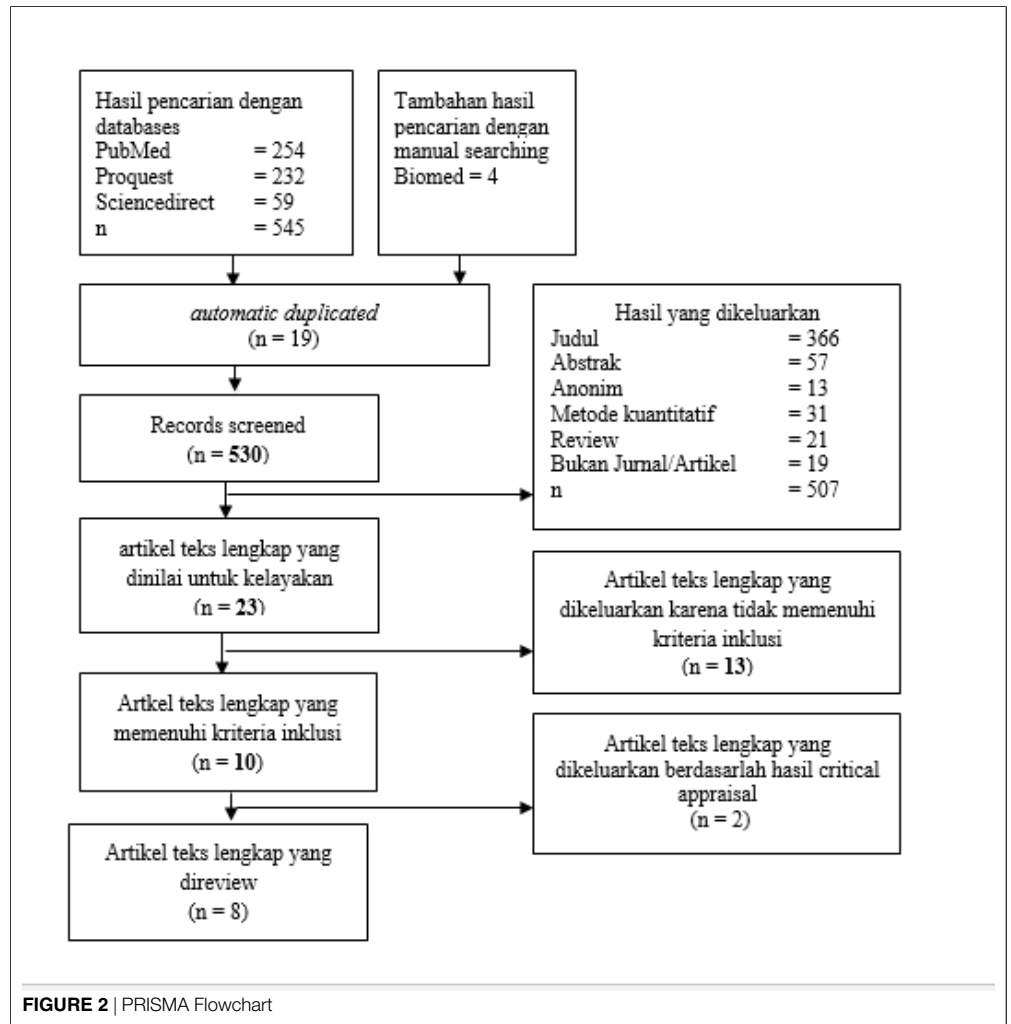 Hasil pencarian dengan
databases
PubMed = 254
Proquest = 232
Sciencedirect = 59
n = 545
Tambahan hasil
pencarian dengan
manual searching
Biomed = 4
automatic duplicated
(n = 19)
Hasil yang dikeluarkan
Judul = 366
Abstrak = 57
Anonim = 13
Metode kuantitatif = 31
Review = 21
Bukan Jurnal/Artikel = 19
n = 507
Records screened
(n = 530)
artikel teks lengkap yang
dinilai untuk kelayakan
(n = 23)
Artikel teks lengkap yang
dikeluarkan karena tidak memenuhi
kriteria inklusi
(n = 13)
Artkel teks lengkap yang
memenuhi kriteria inklusi
(n = 10)
Artikel teks lengkap yang
dikeluarkan berdasarlah hasil critical
appraisal
(n = 2)
Artikel teks lengkap yang
direview
(n = 8)
FIGURE 2 | PRISMA Flowchart